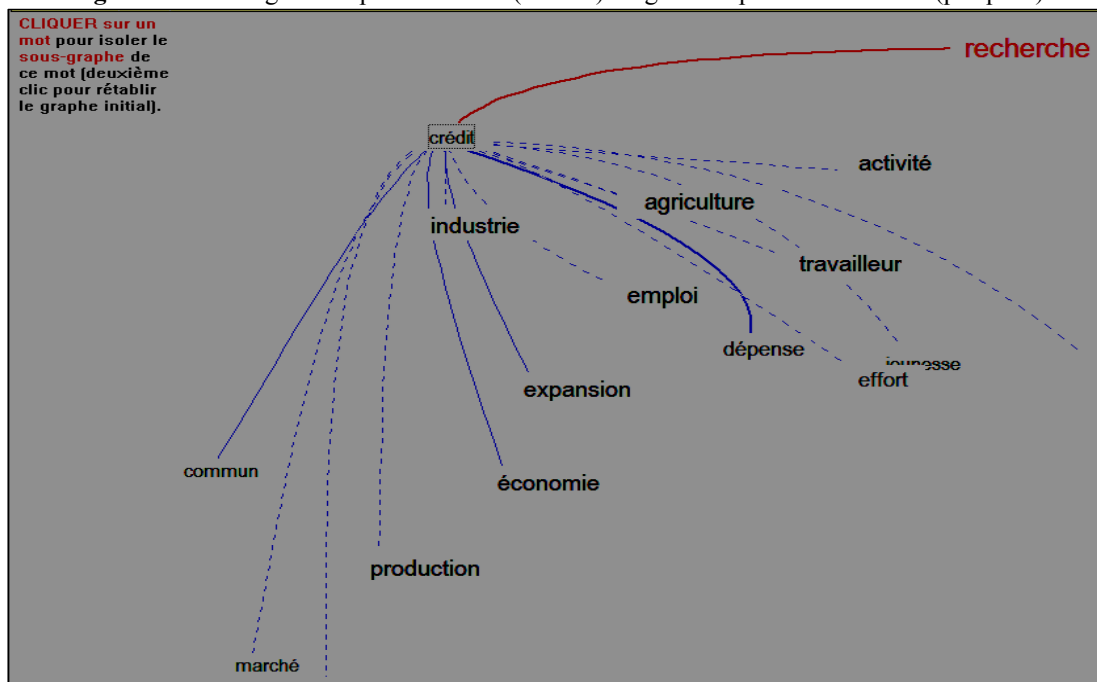 CLIQUER sur un
mot pour isoler le
sous-graphe de
ce mot (deuxième
clic pour rétablir
le graphe initial).
recherche
crédit
activité
agriculture
industrie
travailleur
emploi
dépense
jounesse
effort
expansion
commun
économie
production
marché